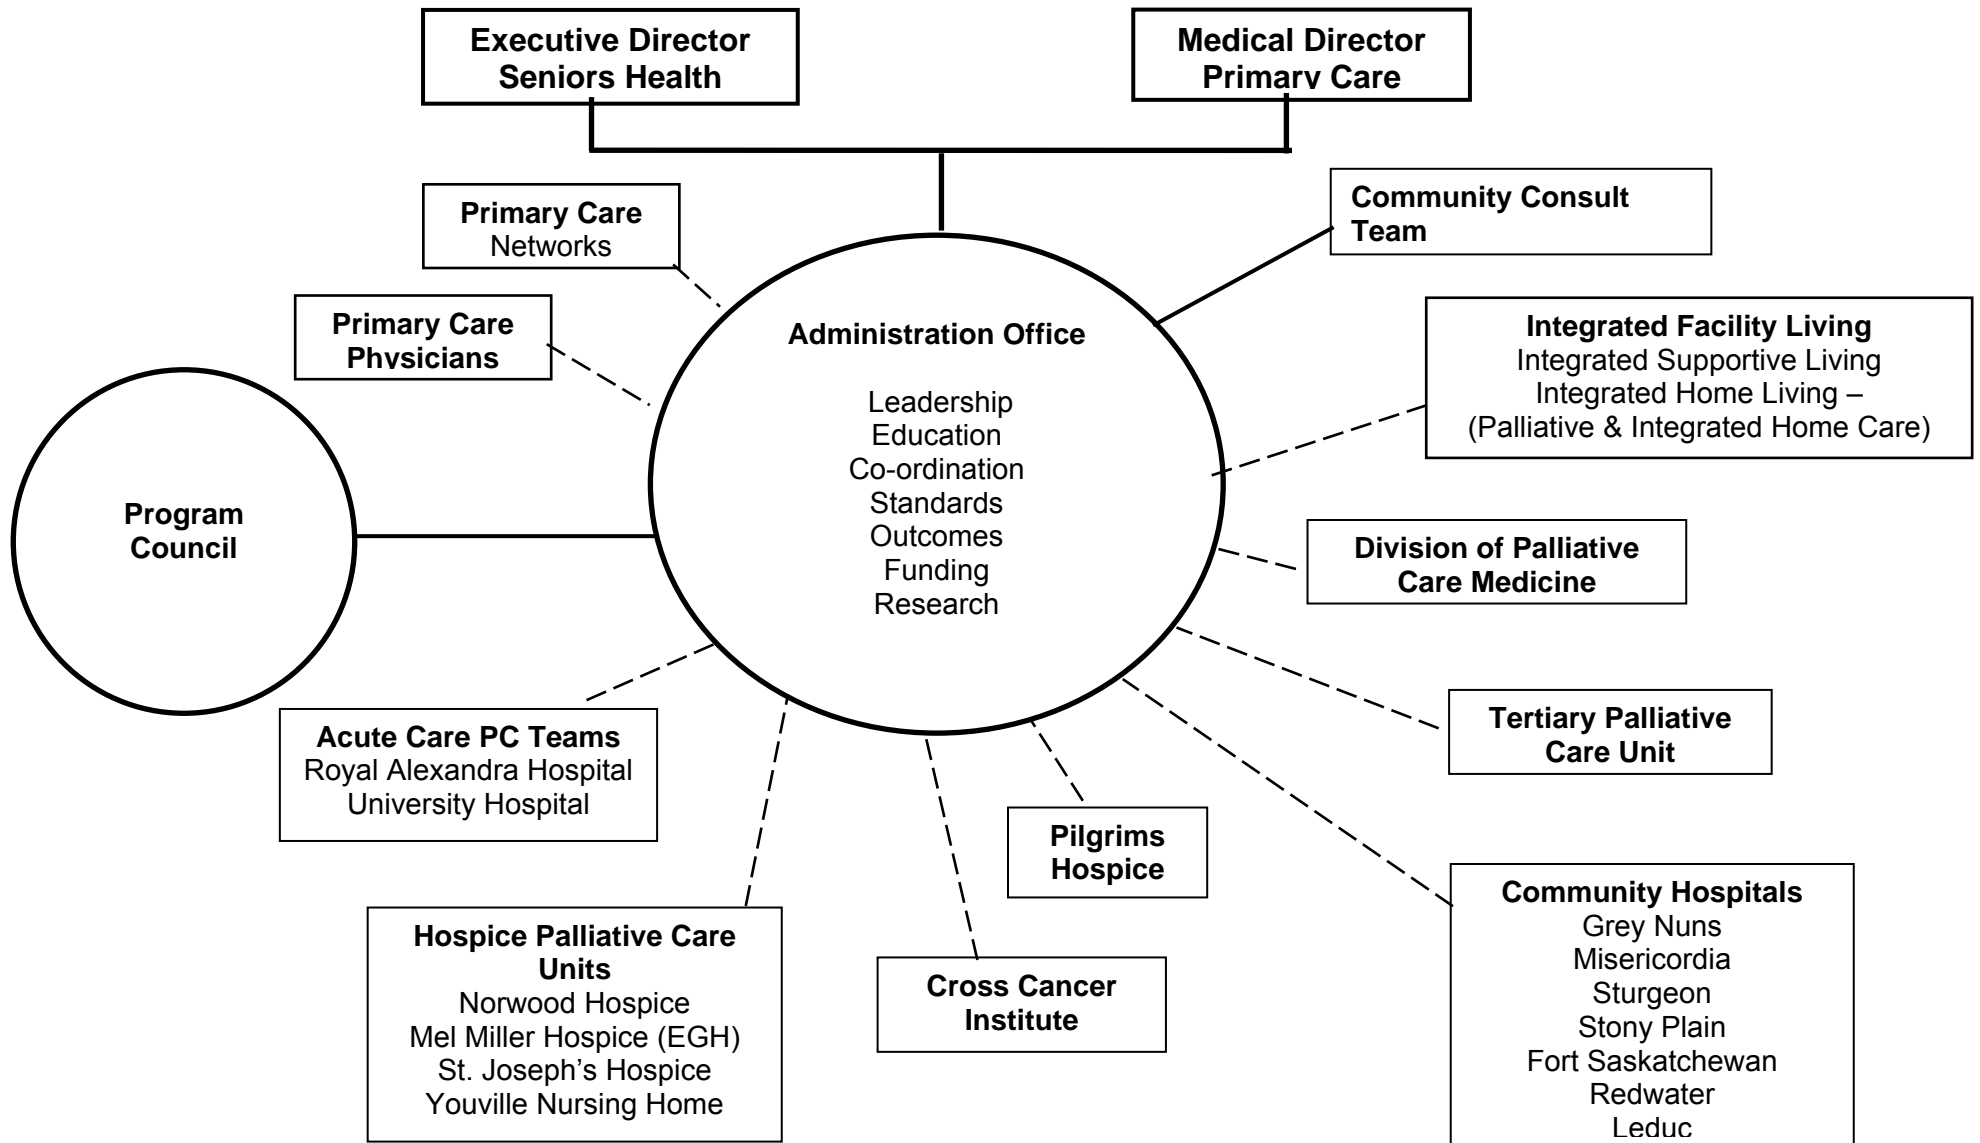 Executive Director
Seniors Health
Medical Director
Primary Care
Primary Care
Networks
Community Consult
Team
Primary Care
Physicians
Administration Office
Leadership
Education
Co-ordination
Standards
Outcomes
Funding
Research
Integrated Facility Living
Integrated Supportive Living
Integrated Home Living –
(Palliative & Integrated Home Care)
Program
Council
Division of Palliative
Care Medicine
Tertiary Palliative
Care Unit
Acute Care PC Teams
Royal Alexandra Hospital
University Hospital
Pilgrims
Hospice
Community Hospitals
Grey Nuns
Misericordia
Sturgeon
Stony Plain
Fort Saskatchewan
Redwater
Leduc
Hospice Palliative Care
Units
Norwood Hospice
Mel Miller Hospice (EGH)
St. Joseph’s Hospice
Youville Nursing Home
Cross Cancer
Institute